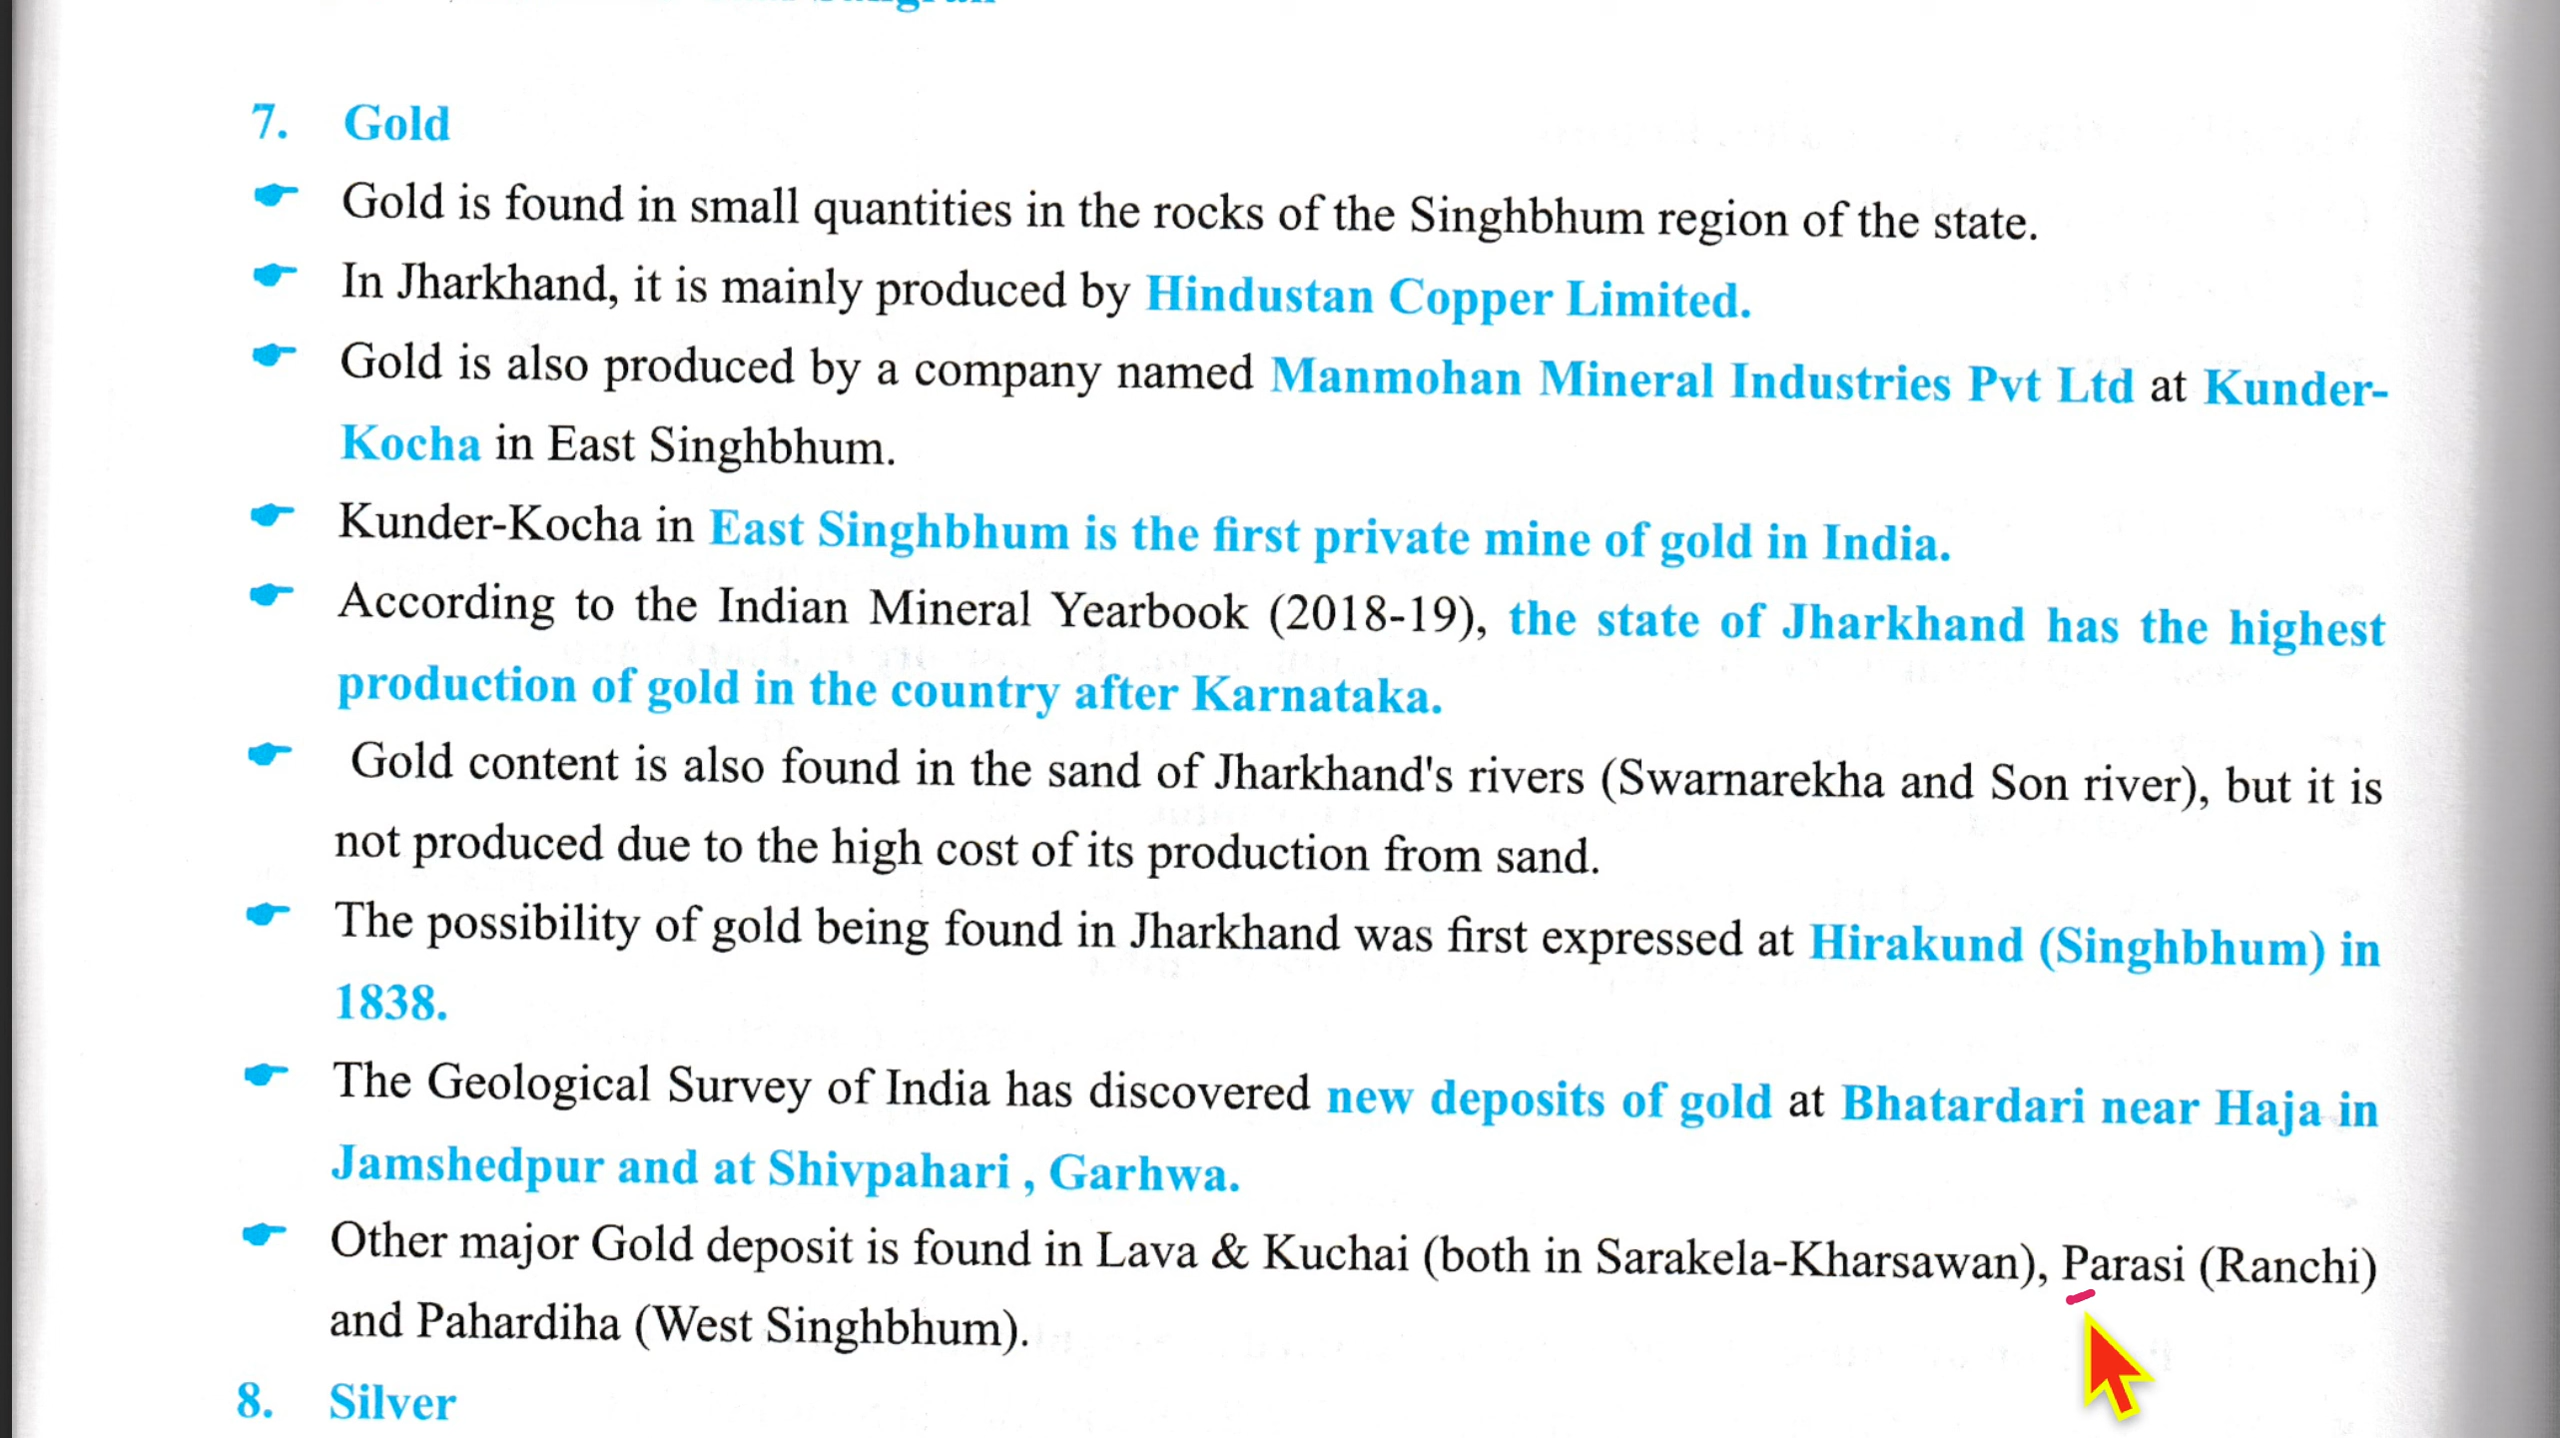 7. Gold
Gold is found in small quantities in the rocks of the Singhbhum region of the state.
In Jharkhand, it is mainly produced by Hindustan Copper Limited.
Gold is also produced by a company named Manmohan Mineral Industries Pvt Ltd at Kunder-
Kocha in East Singhbhum.
Kunder-Kocha in East Singhbhum is the first private mine of gold in India.
According to the Indian Mineral Yearbook (2018-19), the state of Jharkhand has the highest
production of gold in the country after Karnataka.
Gold content is also found in the sand of Jharkhand's rivers (Swarnarekha and Son river), but it is
not produced due to the high cost of its production from sand.
The possibility of gold being found in Jharkhand was first expressed at Hirakund (Singhbhum) in
1838.
The Geological Survey of India has discovered new deposits of gold at Bhatardari near Haja in
Jamshedpur and at Shivpahari , Garhwa.
Other major Gold deposit is found in Lava & Kuchai (both in Sarakela-Kharsawan), Parasi (Ranchi)
and Pahardiha (West Singhbhum).
8. Silver